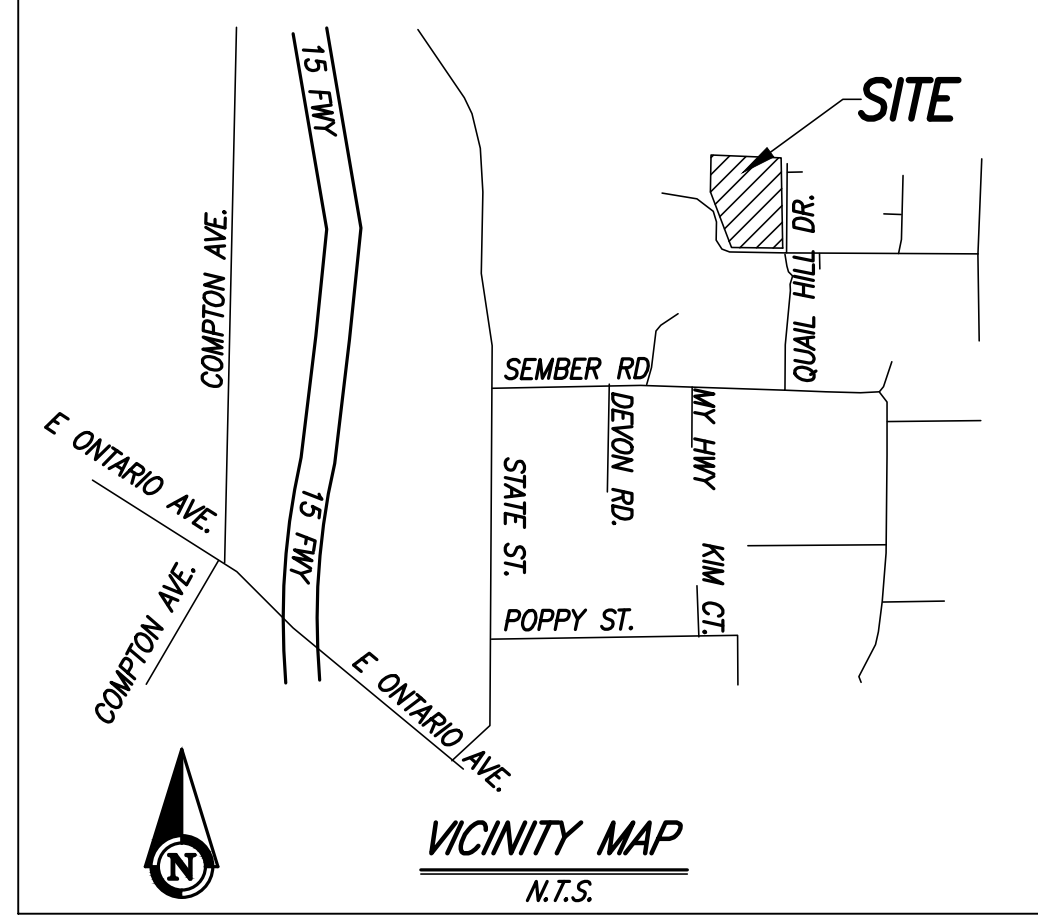 15 FWY
SITE
COMPTON AVE.
QUAIL HILL DR.
SEMBER RD
DEVON RD.
MY HWY
E ONTARIO AVE.
STATE ST.
15 FWY
KIM CT.
COMPTON AVE.
POPPY ST.
E ONTARIO AVE.
N
VICINITY MAP
N.T.S.